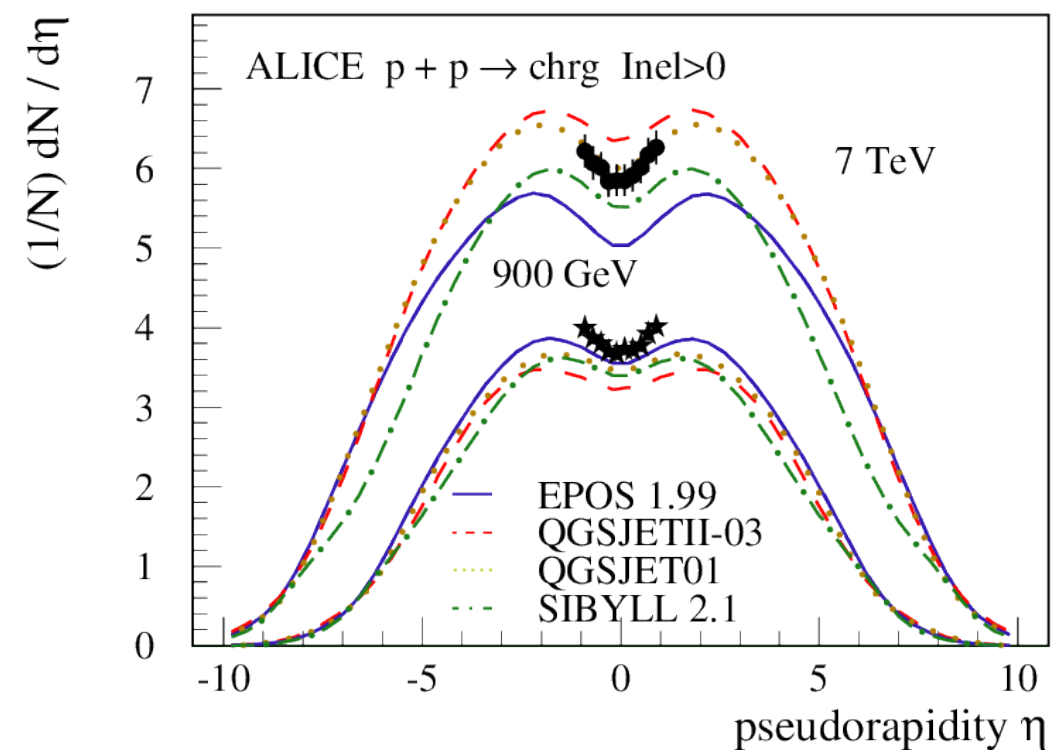 (1/N) dN / dη
ALICE p + p → chrg Inel>0
7 TeV
900 GeV
7
6
5
4
3
2
1
0
EPOS 1.99
QGSJETII-03
QGSJET01
SIBYLL 2.1
-10 -5 0 5 10
pseudorapidity η